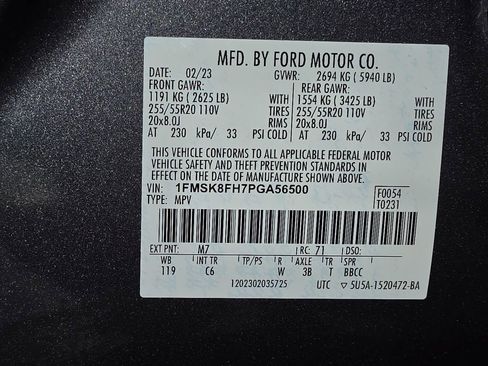 MFD. BY FORD MOTOR CO.
DATE: 02/23 GVWR: 2694 KG ( 5940 LB)
FRONT GAWR: REAR GAWR:
1191 KG ( 2625 LB) WITH 1554 KG ( 3425 LB) WITH
255/55R20 110V TIRES 255/55R20 110V TIRES
20x8.0J RIMS 20x8.0J RIMS
AT 230 kPa/ 33 PSI COLD AT 230 kPa/ 33 PSI COLD
THIS VEHICLE CONFORMS TO ALL APPLICABLE FEDERAL MOTOR
VEHICLE SAFETY AND THEFT PREVENTION STANDARDS IN
EFFECT ON THE DATE OF MANUFACTURE SHOWN ABOVE.
VIN: 1FMSK8FH7PGA56500 F0054
TYPE: MPV T0231
EXT PNT: M7 RC: 71 DSO:
WB INT TR TP/PS R AXLE TR SPR
119 C6 W 3B T BBCC
1202302035725 UTC 5U5A-1520472-BA